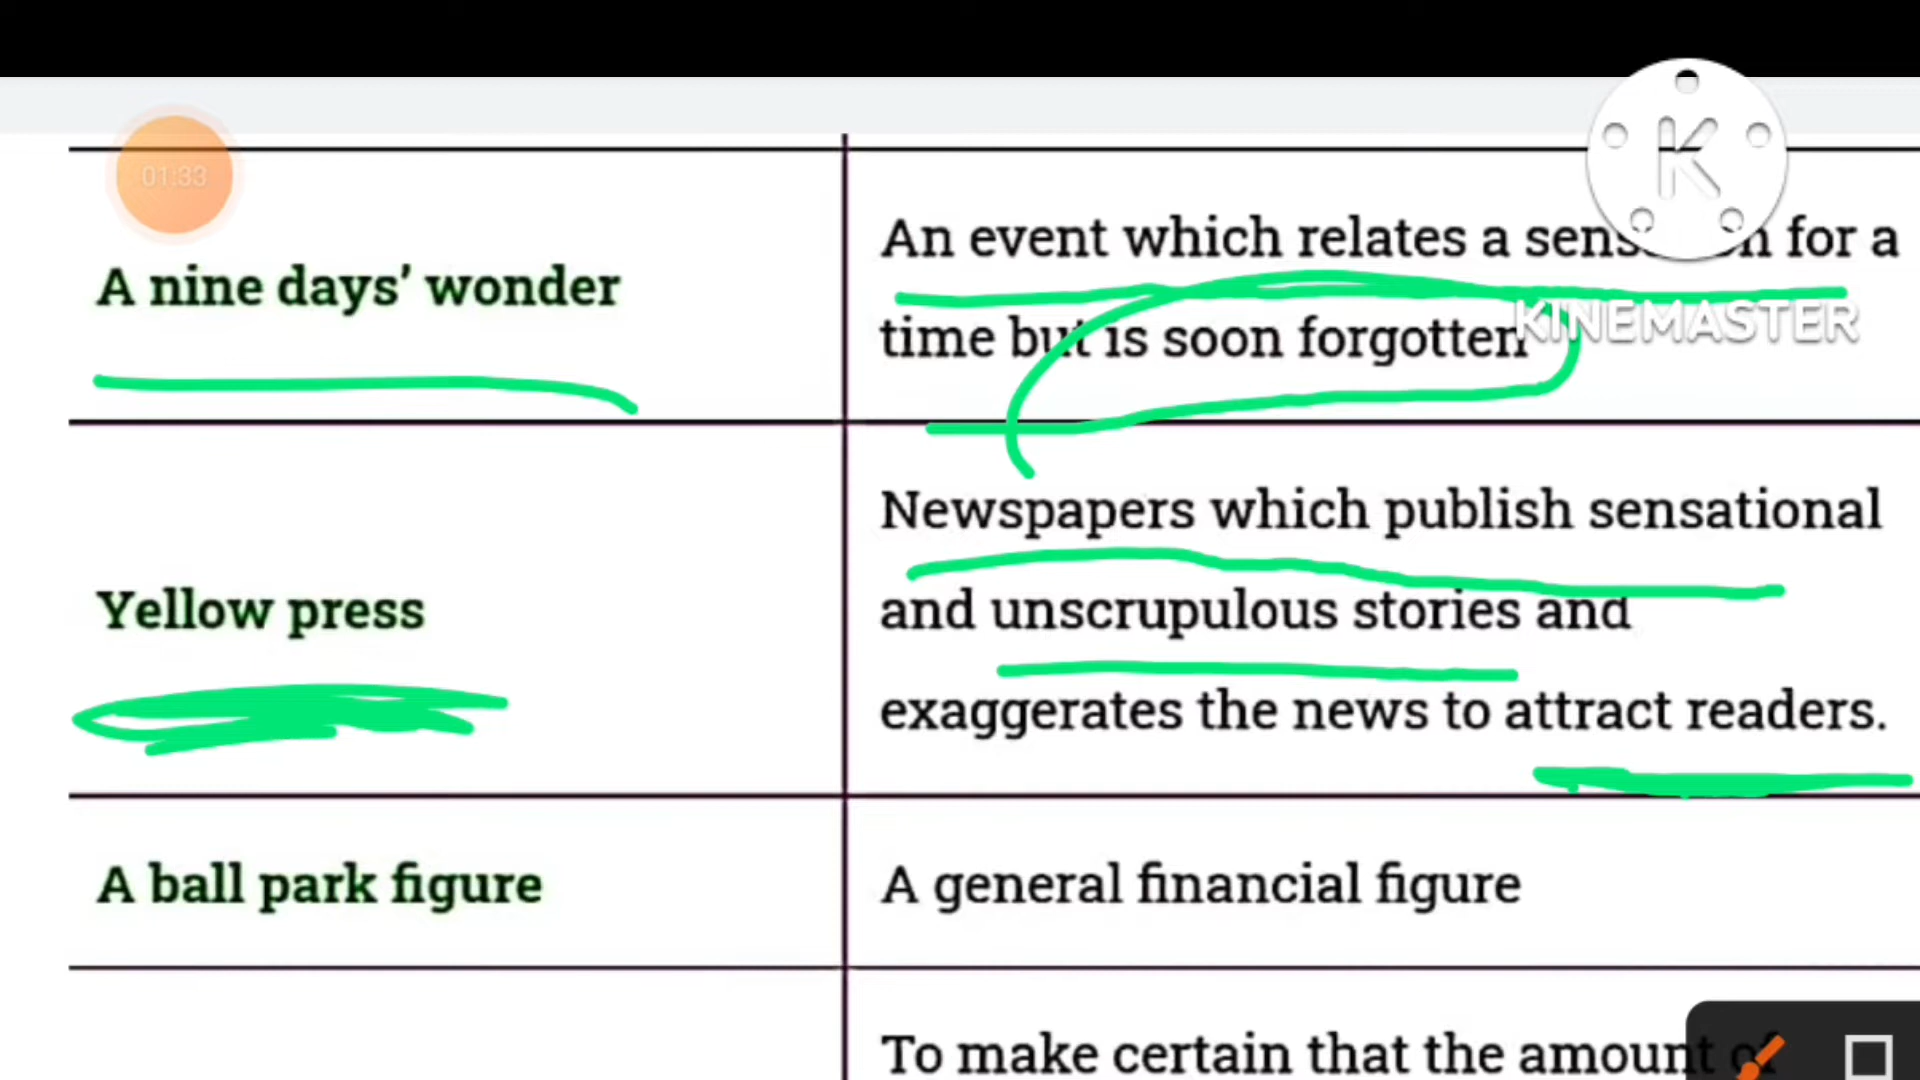 01:33
A nine days’ wonder
An event which relates a for a
time but is soon forgotten
KINEMASTER
Yellow press
Newspapers which publish sensational
and unscrupulous stories and
exaggerates the news to attract readers.
A ball park figure
A general financial figure
To make certain that the amount of